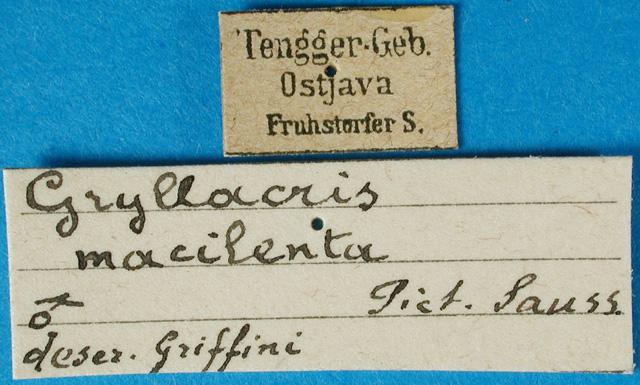 Tengger-Geb.
Ostjava
Fruhstorfer S.
Gryllacris
macilenta
♂ Pict. Sauss.
descr. Griffini